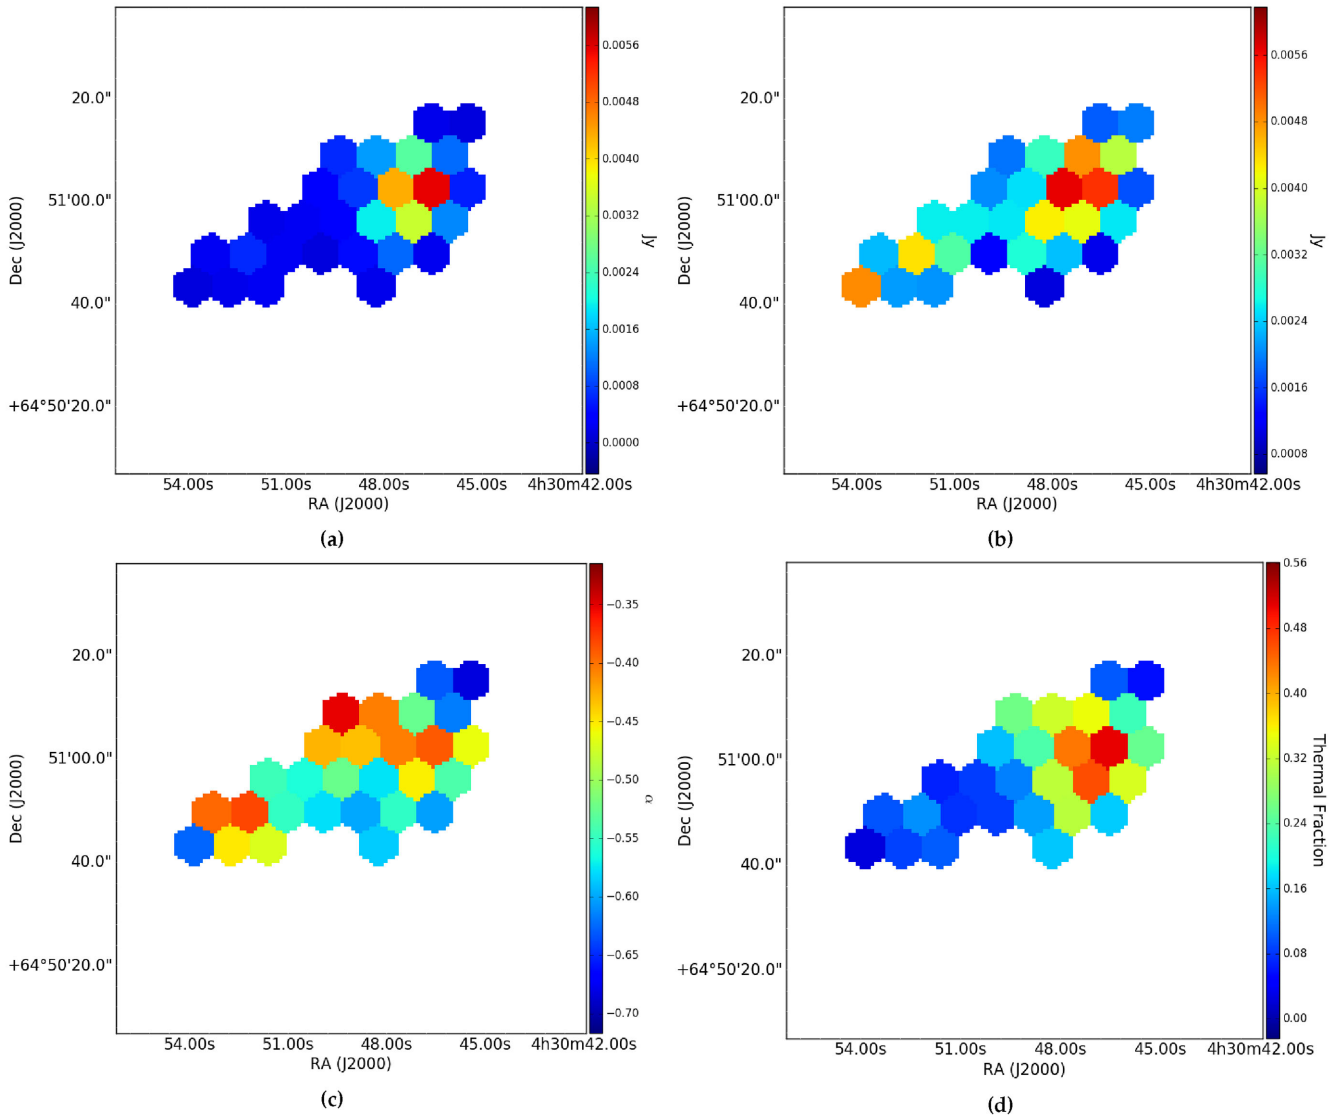 20.0"
51'00.0"
40.0"
+64°50'20.0"
Dec (J2000)
54.00s 51.00s 48.00s 45.00s 4h30m42.00s
RA (J2000)
0.0056
0.0048
0.0040
0.0032
0.0024
0.0016
0.0008
0.0000
Jy
(a)
20.0"
51'00.0"
40.0"
+64°50'20.0"
Dec (J2000)
54.00s 51.00s 48.00s 45.00s 4h30m42.00s
RA (J2000)
0.0056
0.0048
0.0040
0.0032
0.0024
0.0016
0.0008
Jy
(b)
20.0"
51'00.0"
40.0"
+64°50'20.0"
Dec (J2000)
54.00s 51.00s 48.00s 45.00s 4h30m42.00s
RA (J2000)
−0.35
−0.40
−0.45
−0.50
−0.55
−0.60
−0.65
−0.70
α
(c)
20.0"
51'00.0"
40.0"
+64°50'20.0"
Dec (J2000)
54.00s 51.00s 48.00s 45.00s 4h30m42.00s
RA (J2000)
0.56
0.48
0.40
0.32
0.24
0.16
0.08
0.00
Thermal Fraction
(d)